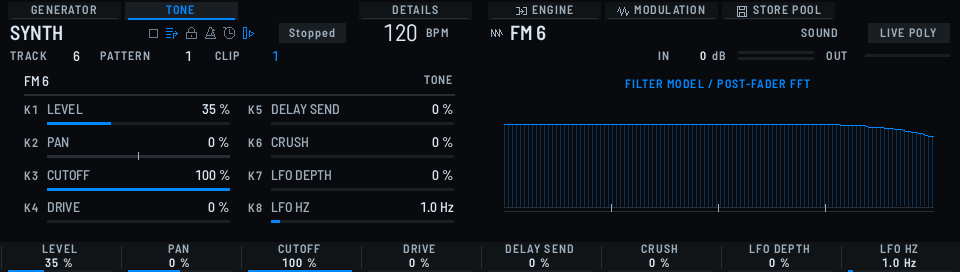 GENERATOR TONE DETAILS ENGINE MODULATION STORE POOL
SYNTH Stopped 120 BPM FM 6 SOUND LIVE POLY
TRACK 6 PATTERN 1 CLIP 1 IN 0 dB OUT
FM 6 TONE
FILTER MODEL / POST-FADER FFT
K1 LEVEL 35 % K5 DELAY SEND 0 %
K2 PAN 0 % K6 CRUSH 0 %
K3 CUTOFF 100 % K7 LFO DEPTH 0 %
K4 DRIVE 0 % K8 LFO HZ 1.0 Hz
LEVEL PAN CUTOFF DRIVE DELAY SEND CRUSH LFO DEPTH LFO HZ
35 % 0 % 100 % 0 % 0 % 0 % 0 % 1.0 Hz